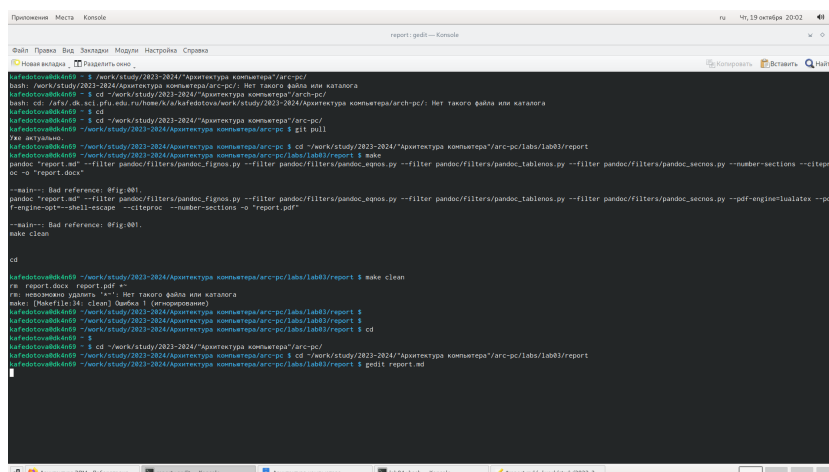 Приложения Места Konsole ru Чт, 19 октября 20:02
report : gedit — Konsole
Файл Правка Вид Закладки Модули Настройка Справка
Новая вкладка Разделить окно Копировать Вставить Найти
kafedotova@dk4n69 ~ $ /work/study/2023-2024/"Архитектура компьютера"/arc-pc/
bash: /work/study/2023-2024/Архитектура компьютера/arc-pc/: Нет такого файла или каталога
kafedotova@dk4n69 ~ $ cd ~/work/study/2023-2024/"Архитектура компьютера"/arch-pc/
bash: cd: /afs/.dk.sci.pfu.edu.ru/home/k/a/kafedotova/work/study/2023-2024/Архитектура компьютера/arch-pc/: Нет такого файла или каталога
kafedotova@dk4n69 ~ $ cd
kafedotova@dk4n69 ~ $ cd ~/work/study/2023-2024/"Архитектура компьютера"/arc-pc/
kafedotova@dk4n69 ~/work/study/2023-2024/Архитектура компьютера/arc-pc $ git pull
Уже актуально.
kafedotova@dk4n69 ~/work/study/2023-2024/Архитектура компьютера/arc-pc $ cd ~/work/study/2023-2024/"Архитектура компьютера"/arc-pc/labs/lab03/report
kafedotova@dk4n69 ~/work/study/2023-2024/Архитектура компьютера/arc-pc/labs/lab03/report $ make
pandoc "report.md" --filter pandoc/filters/pandoc_fignos.py --filter pandoc/filters/pandoc_eqnos.py --filter pandoc/filters/pandoc_tablenos.py --filter pandoc/filters/pandoc_secnos.py --number-sections --citepr
oc -o "report.docx"
--main--: Bad reference: @fig:001.
pandoc "report.md" --filter pandoc/filters/pandoc_fignos.py --filter pandoc/filters/pandoc_eqnos.py --filter pandoc/filters/pandoc_tablenos.py --filter pandoc/filters/pandoc_secnos.py --pdf-engine=lualatex --pd
f-engine-opt=--shell-escape --citeproc --number-sections -o "report.pdf"
--main--: Bad reference: @fig:001.
make clean
cd
kafedotova@dk4n69 ~/work/study/2023-2024/Архитектура компьютера/arc-pc/labs/lab03/report $ make clean
rm report.docx report.pdf *~
rm: невозможно удалить '*~': Нет такого файла или каталога
make: [Makefile:34: clean] Ошибка 1 (игнорирование)
kafedotova@dk4n69 ~/work/study/2023-2024/Архитектура компьютера/arc-pc/labs/lab03/report $
kafedotova@dk4n69 ~/work/study/2023-2024/Архитектура компьютера/arc-pc/labs/lab03/report $
kafedotova@dk4n69 ~/work/study/2023-2024/Архитектура компьютера/arc-pc/labs/lab03/report $ cd
kafedotova@dk4n69 ~ $
kafedotova@dk4n69 ~ $ cd ~/work/study/2023-2024/"Архитектура компьютера"/arc-pc/
kafedotova@dk4n69 ~/work/study/2023-2024/Архитектура компьютера/arc-pc $ cd ~/work/study/2023-2024/"Архитектура компьютера"/arc-pc/labs/lab03/report
kafedotova@dk4n69 ~/work/study/2023-2024/Архитектура компьютера/arc-pc/labs/lab03/report $ gedit report.md